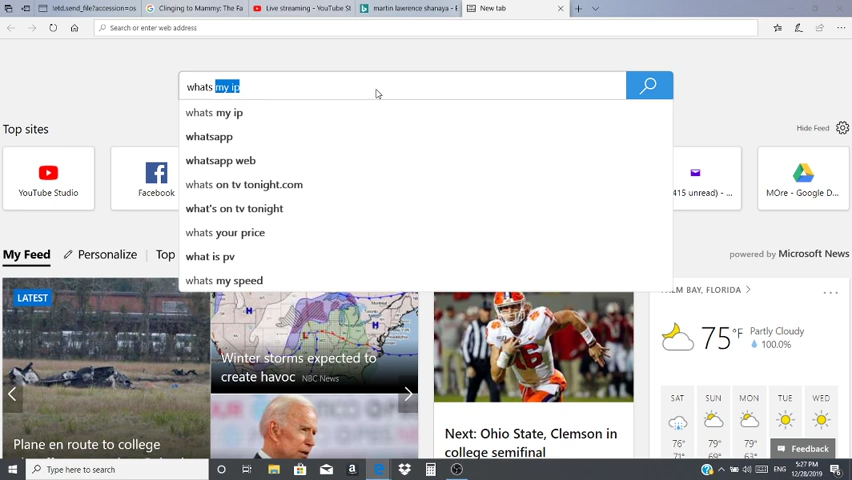 !etd.send_file?accession=os
Clinging to Mammy: The Fa
Live streaming - YouTube St
martin lawrence shanaya - F
New tab
Search or enter web address
whats my ip
whats my ip
whatsapp
whatsapp web
whats on tv tonight.com
what's on tv tonight
whats your price
what is pv
whats my speed
Top sites
Hide Feed
YouTube Studio
Facebook
415 unread) - ...
MOre - Google D...
My Feed
Personalize
Top
powered by Microsoft News
LATEST
Plane en route to college
Winter storms expected to
create havoc NBC News
Next: Ohio State, Clemson in
college semifinal
PALM BAY, FLORIDA
75°F
Partly Cloudy
100.0%
SAT SUN MON TUE WED
76° 79° 79°
Feedback
Type here to search
5:27 PM
12/28/2019